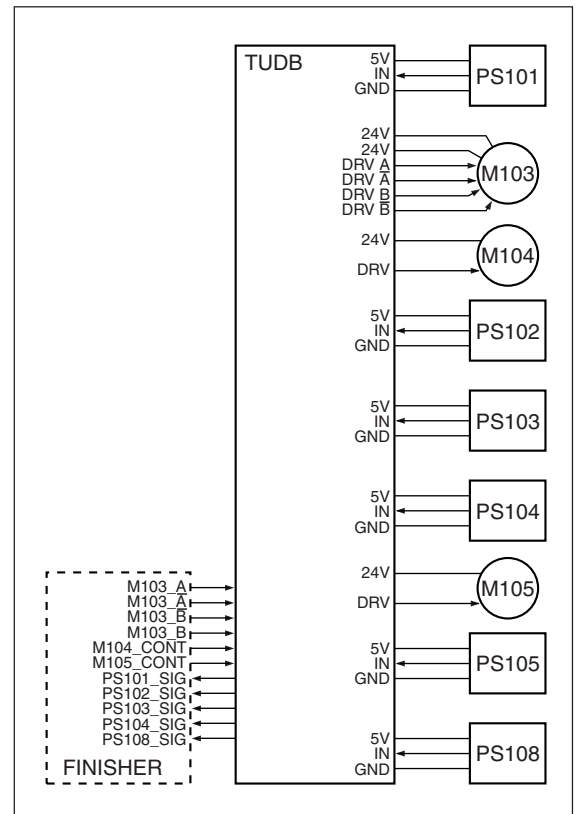 TUDB
5V
IN
GND
PS101
24V
24V
DRV A
DRV A̅
DRV B
DRV B̅
M103
24V
DRV
M104
5V
IN
GND
PS102
5V
IN
GND
PS103
5V
IN
GND
PS104
24V
DRV
M105
5V
IN
GND
PS105
5V
IN
GND
PS108
M103_A
M103_A̅
M103_B̅
M103_B
M104_CONT
M105_CONT
PS101_SIG
PS102_SIG
PS103_SIG
PS104_SIG
PS108_SIG
FINISHER